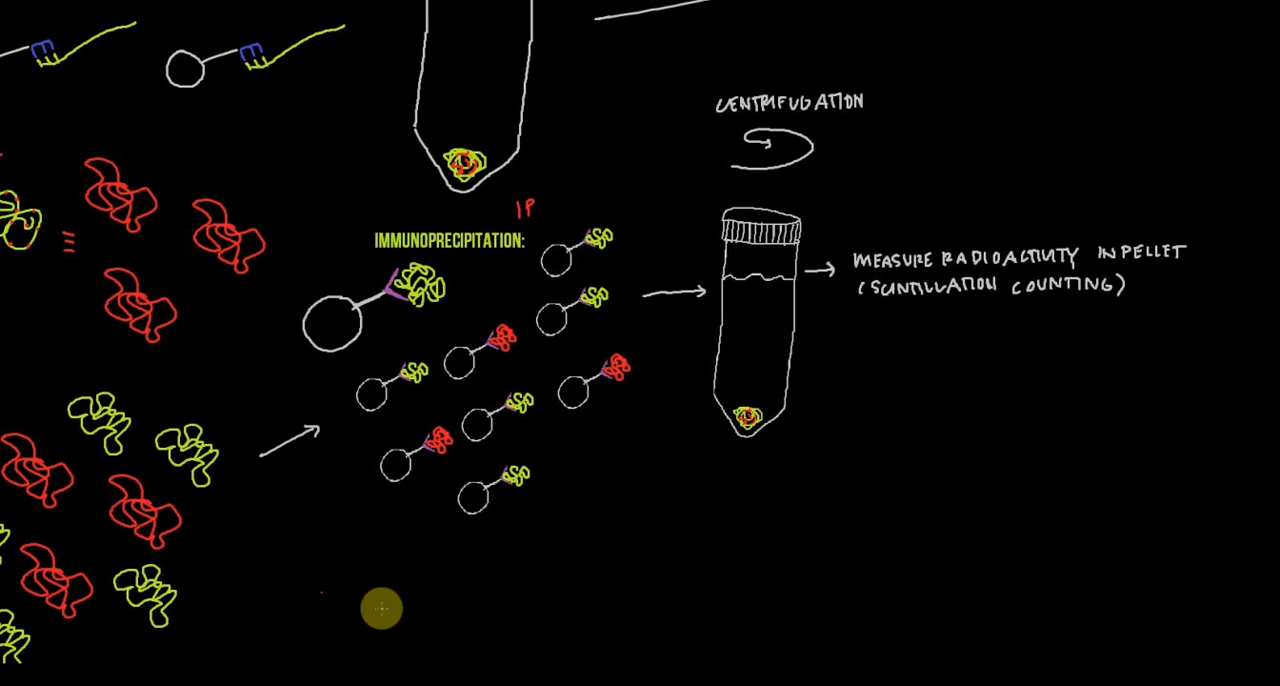 CENTRIFUGATION
IP
IMMUNOPRECIPITATION:
MEASURE RADIOACTIVITY IN PELLET
(SCINTILLATION COUNTING)